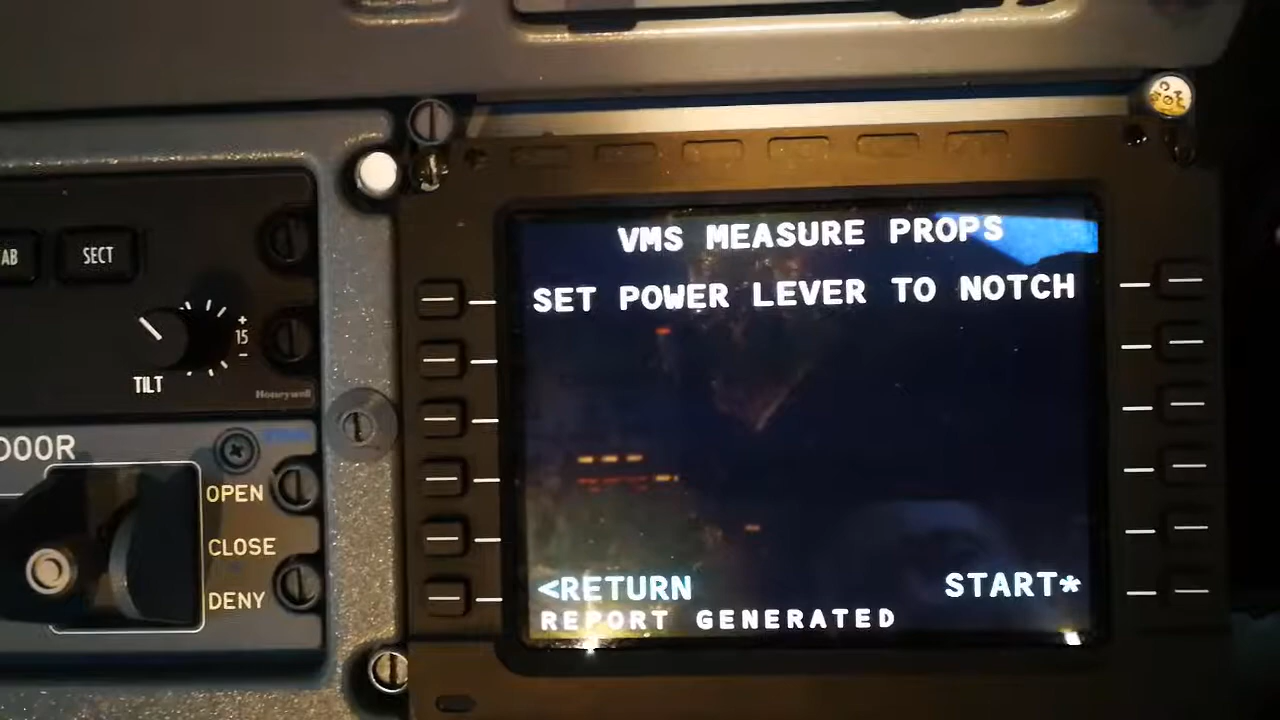 VMS MEASURE PROPS
SET POWER LEVER TO NOTCH
<RETURN
START*
REPORT GENERATED
AB
SECT
+
15
-
TILT
Honeywell
DOOR
OPEN
CLOSE
DENY